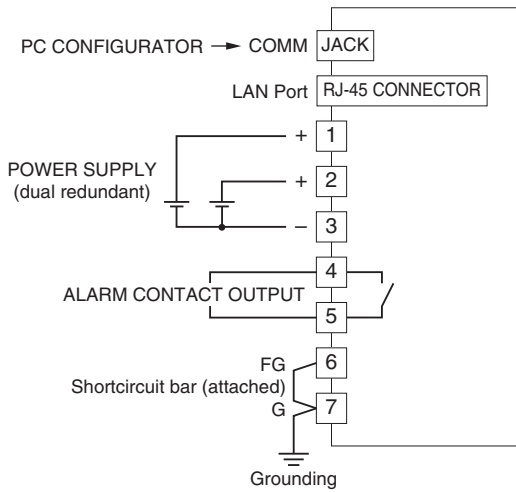 PC CONFIGURATOR → COMM JACK
LAN Port RJ-45 CONNECTOR
+ 1
POWER SUPPLY
(dual redundant)
+ 2
– 3
4
ALARM CONTACT OUTPUT
5
FG 6
Shortcircuit bar (attached)
G 7
Grounding